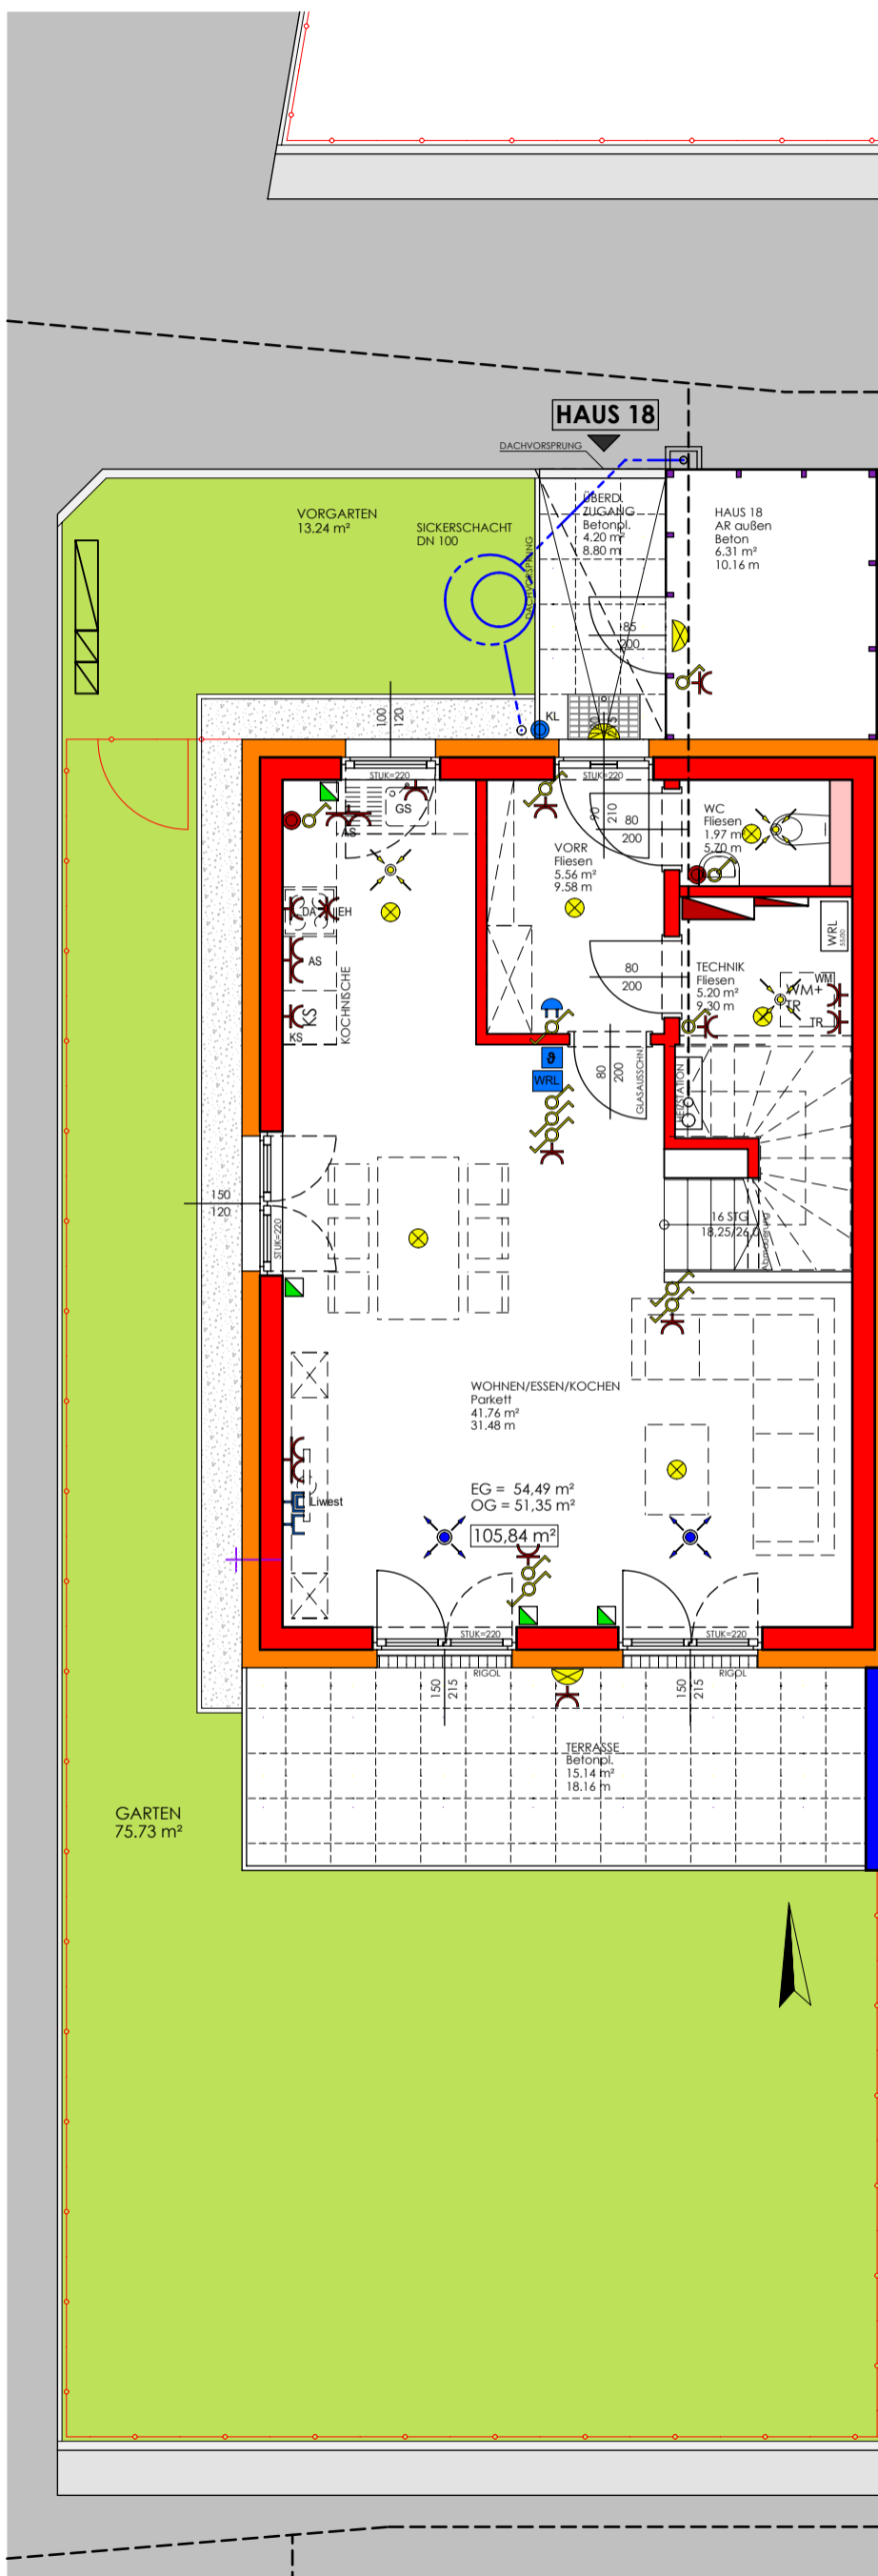 HAUS 18
DACHVORSPRUNG
VORGARTEN
13.24 m²
SICKERSCHACHT
DN 100
DACHVORSPRUNG
ÜBERD.
ZUGANG
Betonpl.
4.20 m²
8.80 m
HAUS 18
AR außen
Beton
6.31 m²
10.16 m
85
200
KL
100
120
STUK=220
STUK=220
GS
AS
90
210
80
200
WC
Fliesen
1.97 m²
5.70 m
VORR
Fliesen
5.56 m²
9.58 m
DA
EH
AS
KS
KS
KOCHNISCHE
WRL
80
200
TECHNIK
Fliesen
5.20 m²
9.30 m
WM
WM+
TR
TR
ϑ
WRL
80
200
GLASAUSSCHN.
HEIZSTATION
150
120
STUK=220
16 STG
18,25/26,0
Abmauerung
WOHNEN/ESSEN/KOCHEN
Parkett
41.76 m²
31.48 m
EG = 54,49 m²
OG = 51,35 m²
105,84 m²
Liwest
STUK=220
STUK=220
RIGOL
RIGOL
150
215
150
215
TERRASSE
Betonpl.
15.14 m²
18.16 m
GARTEN
75.73 m²